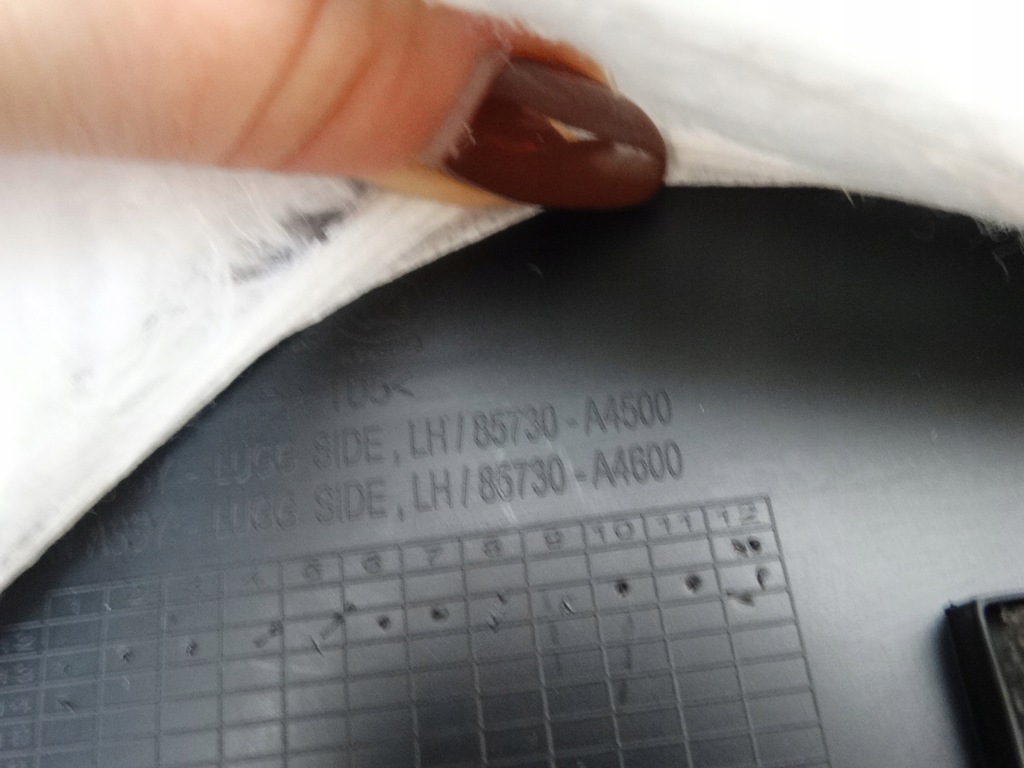 LUGG SIDE, LH / 85730-A4500
LUGG SIDE, LH / 85730-A4600
1 2 3 4 5 6 7 8 9 10 11 12